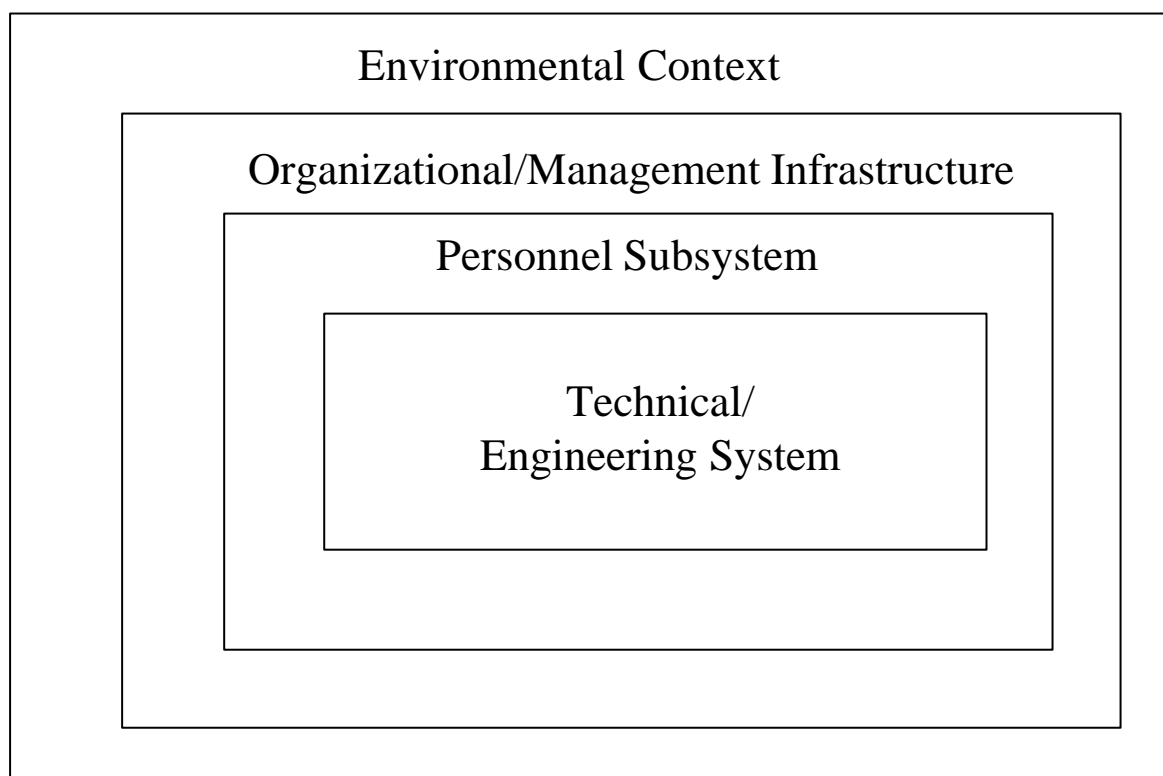 Environmental Context
Organizational/Management Infrastructure
Personnel Subsystem
Technical/
Engineering System